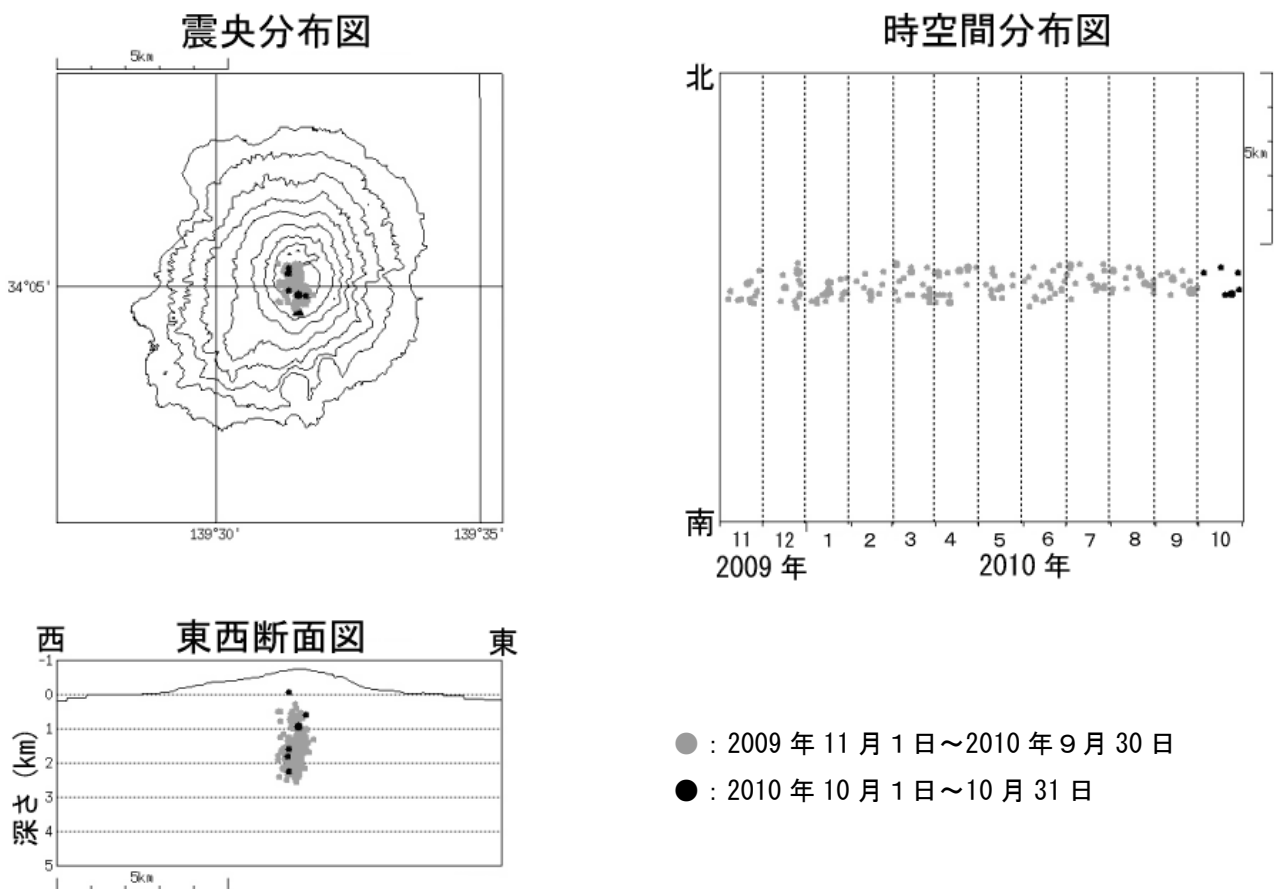 震央分布図
5km
34°05'
139°30'
139°35'
時空間分布図
北
5km
南
11 12 1 2 3 4 5 6 7 8 9 10
2009 年 2010 年
西 東西断面図 東
-1
0
1
2
3
4
5
深さ (km)
5km
● : 2009 年 11 月 1 日~2010 年 9 月 30 日
● : 2010 年 10 月 1 日~10 月 31 日